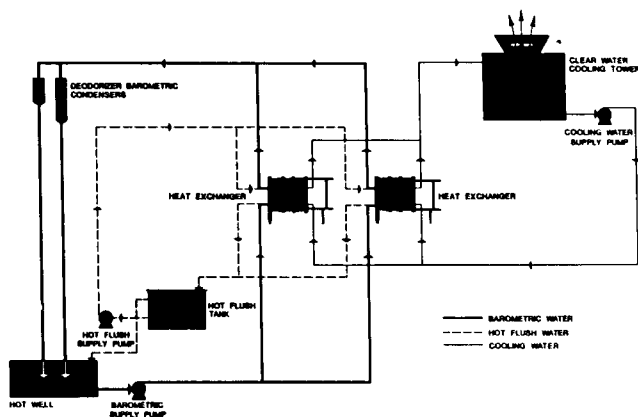 CLEAR WATER
COOLING TOWER
DEODORIZER BAROMETRIC
CONDENSERS
COOLING WATER
SUPPLY PUMP
HEAT EXCHANGER
HEAT EXCHANGER
HOT FLUSH
TANK
HOT FLUSH
SUPPLY PUMP
BAROMETRIC WATER
HOT FLUSH WATER
COOLING WATER
HOT WELL
BAROMETRIC
SUPPLY PUMP